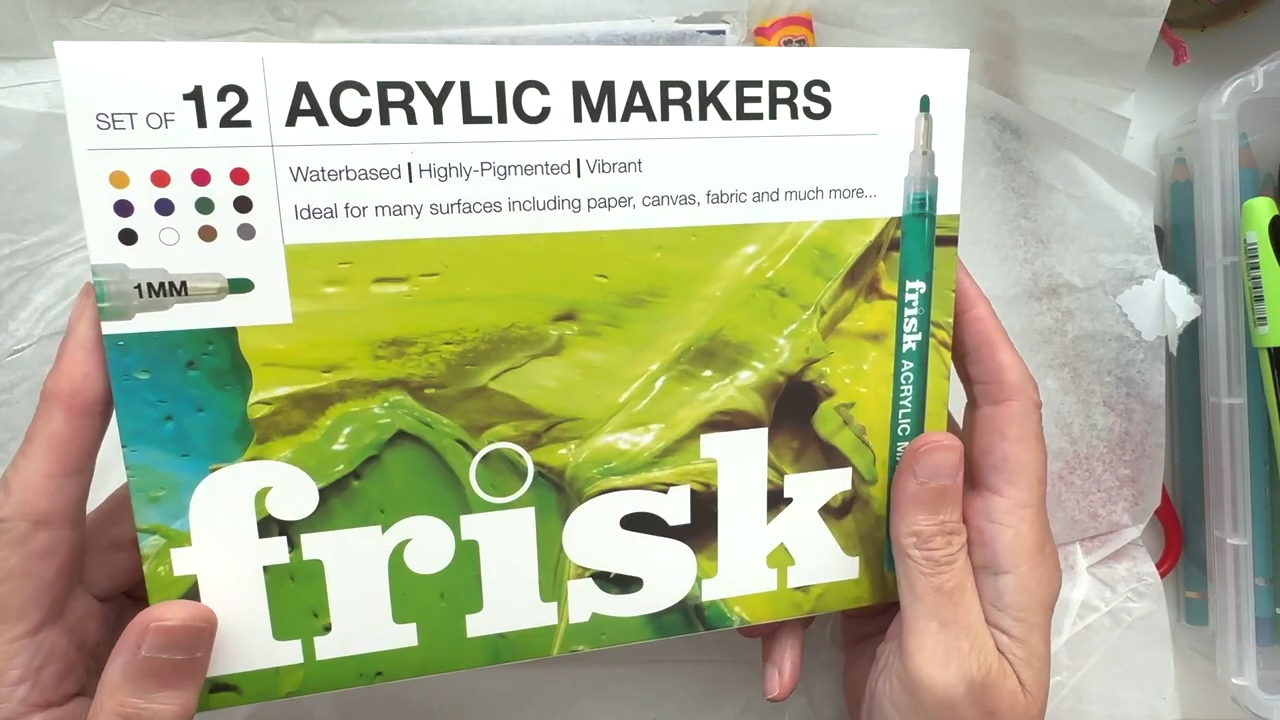 SET OF 12
ACRYLIC MARKERS
Waterbased | Highly-Pigmented | Vibrant
Ideal for many surfaces including paper, canvas, fabric and much more...
1MM
frisk ACRYLIC
frisk